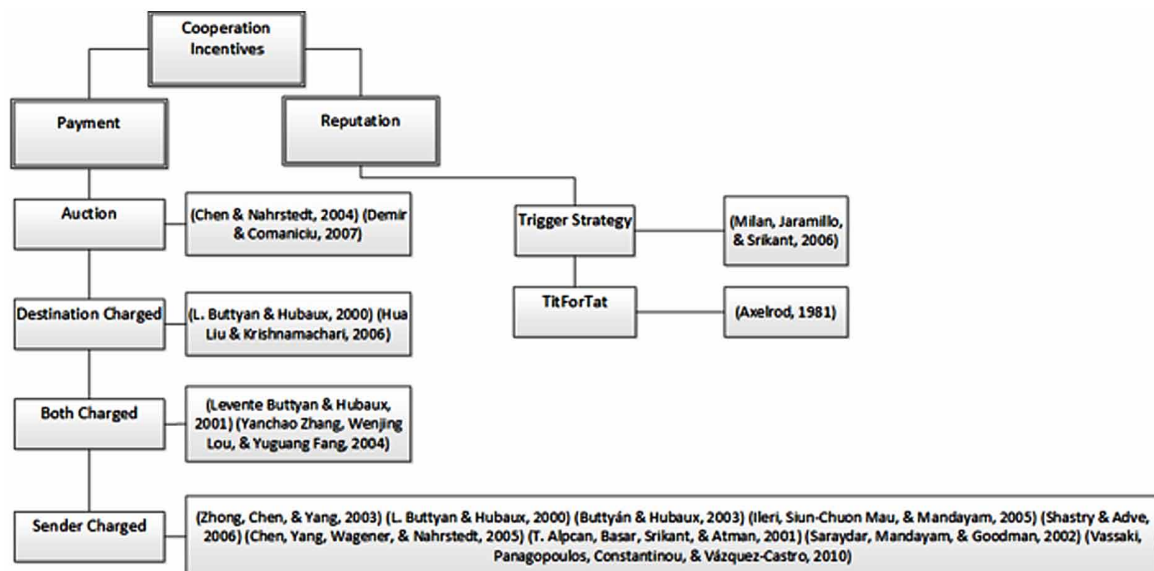 Cooperation
Incentives
Payment
Reputation
Auction
(Chen & Nahrstedt, 2004) (Demir
& Comaniciu, 2007)
Trigger Strategy
(Milan, Jaramillo,
& Srikant, 2006)
Destination Charged
(L. Buttyan & Hubaux, 2000) (Hua
Liu & Krishnamachari, 2006)
TitForTat
(Axelrod, 1981)
Both Charged
(Levente Buttyan & Hubaux,
2001) (Yanchao Zhang, Wenjing
Lou, & Yuguang Fang, 2004)
Sender Charged
(Zhong, Chen, & Yang, 2003) (L. Buttyan & Hubaux, 2000) (Buttyán & Hubaux, 2003) (Ileri, Siun-Chuon Mau, & Mandayam, 2005) (Shastry & Adve,
2006) (Chen, Yang, Wagener, & Nahrstedt, 2005) (T. Alpcan, Basar, Srikant, & Atman, 2001) (Saraydar, Mandayam, & Goodman, 2002) (Vassaki,
Panagopoulos, Constantinou, & Vázquez-Castro, 2010)